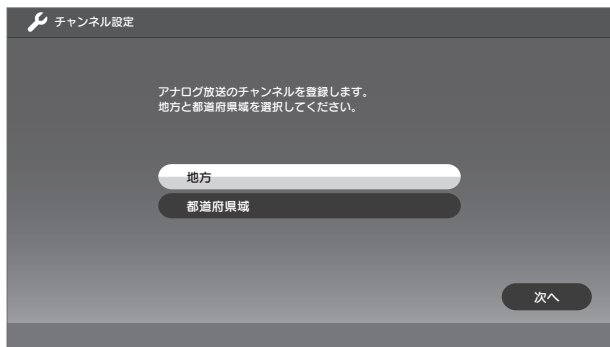 チャンネル設定
アナログ放送のチャンネルを登録します。
地方と都道府県域を選択してください。
地方
都道府県域
次へ